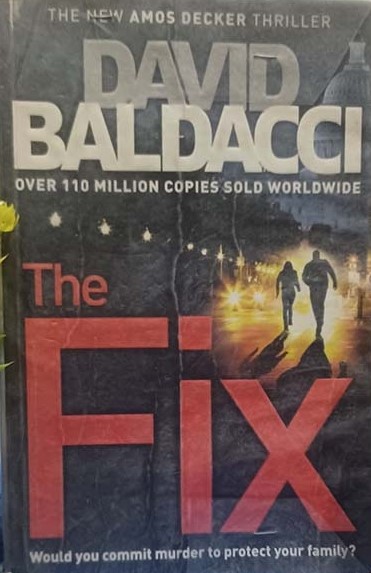 THE NEW AMOS DECKER THRILLER
DAVID
BALDACCI
OVER 110 MILLION COPIES SOLD WORLDWIDE
The
Fix
Would you commit murder to protect your family?